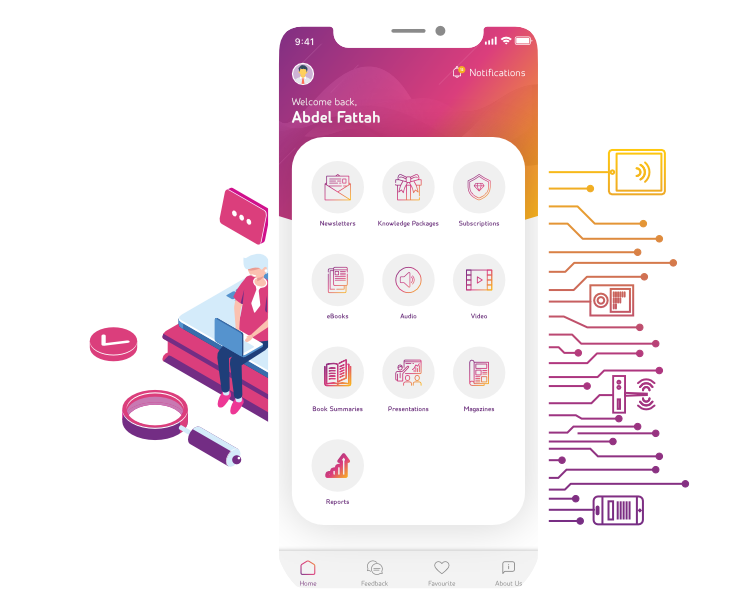 9:41
Notifications
Welcome back,
Abdel Fattah
Newsletters
Knowledge Packages
Subscriptions
eBooks
Audio
Video
Book Summaries
Presentations
Magazines
Reports
Home
Feedback
Favourite
About Us